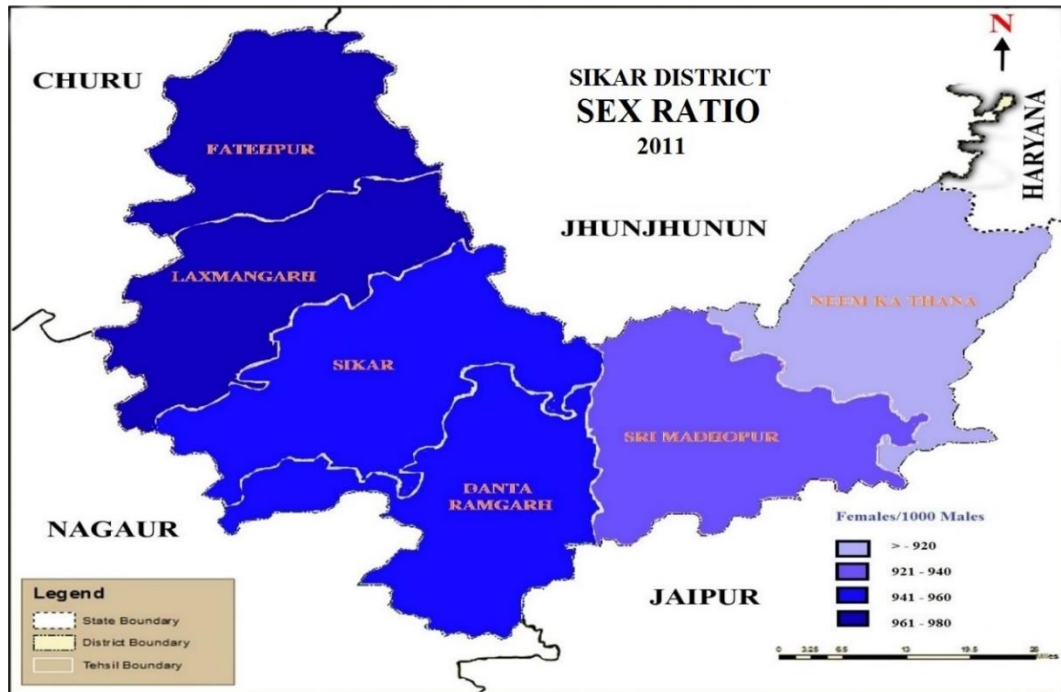 N
CHURU
SIKAR DISTRICT
SEX RATIO
2011
HARYANA
FATEHPUR
JHUNJHUNUN
LAXMANGARH
NEEM KA THANA
SIKAR
SRI MADHOPUR
DANTA
RAMGARH
NAGAUR
JAIPUR
Females/1000 Males
> - 920
921 - 940
941 - 960
961 - 980
Legend
State Boundary
District Boundary
Tehsil Boundary
0 3.25 6.5 13 19.5 26
Miles